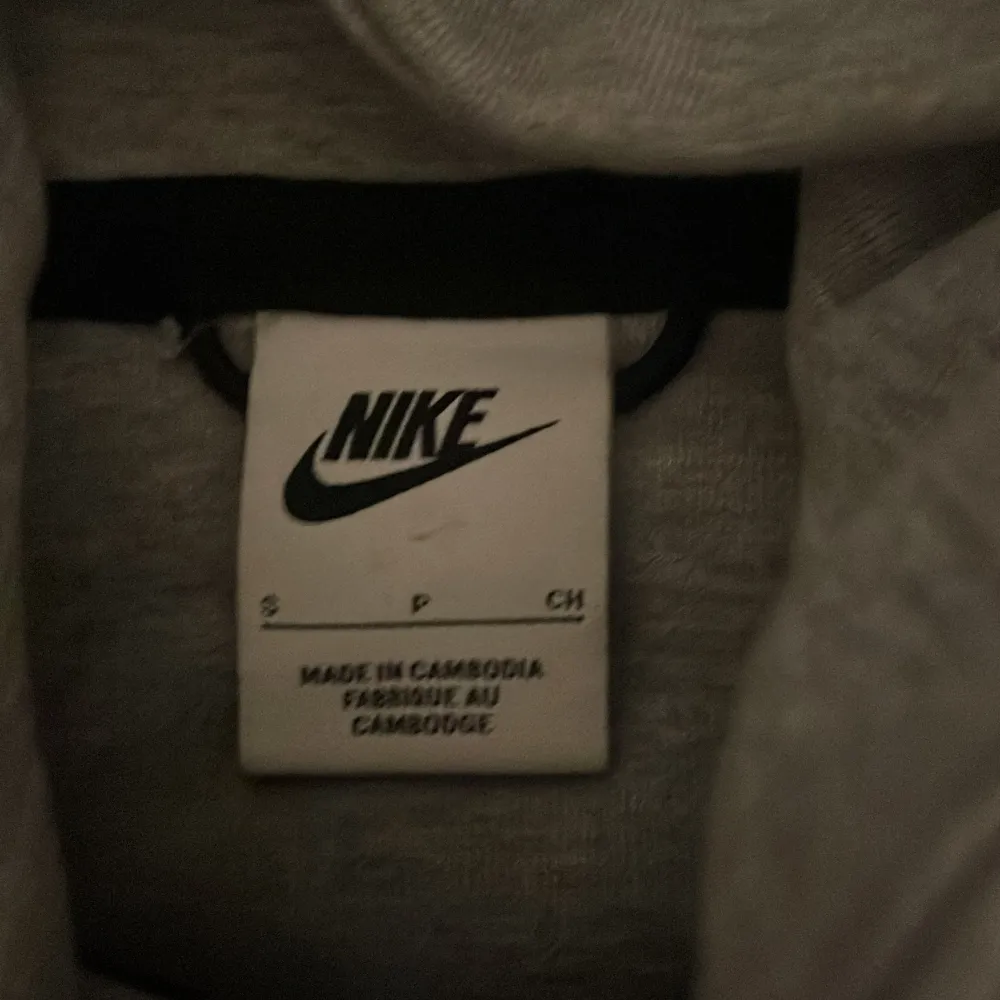 NIKE
S P CH
MADE IN CAMBODIA
FABRIQUE AU
CAMBODGE